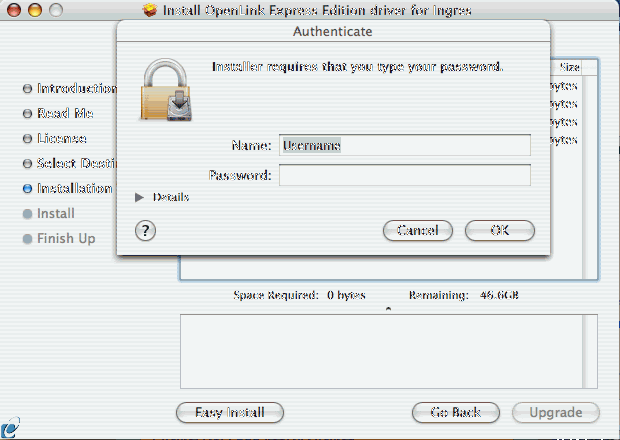 Install OpenLink Express Edition driver for Ingres
Authenticate
Installer requires that you type your password.
Name: Username
Password:
Details
?
Cancel OK
Size
bytes
bytes
bytes
bytes
Introduction
Read Me
License
Select Desti
Installation
Install
Finish Up
Space Required: 0 bytes Remaining: 46.6GB
Easy Install Go Back Upgrade